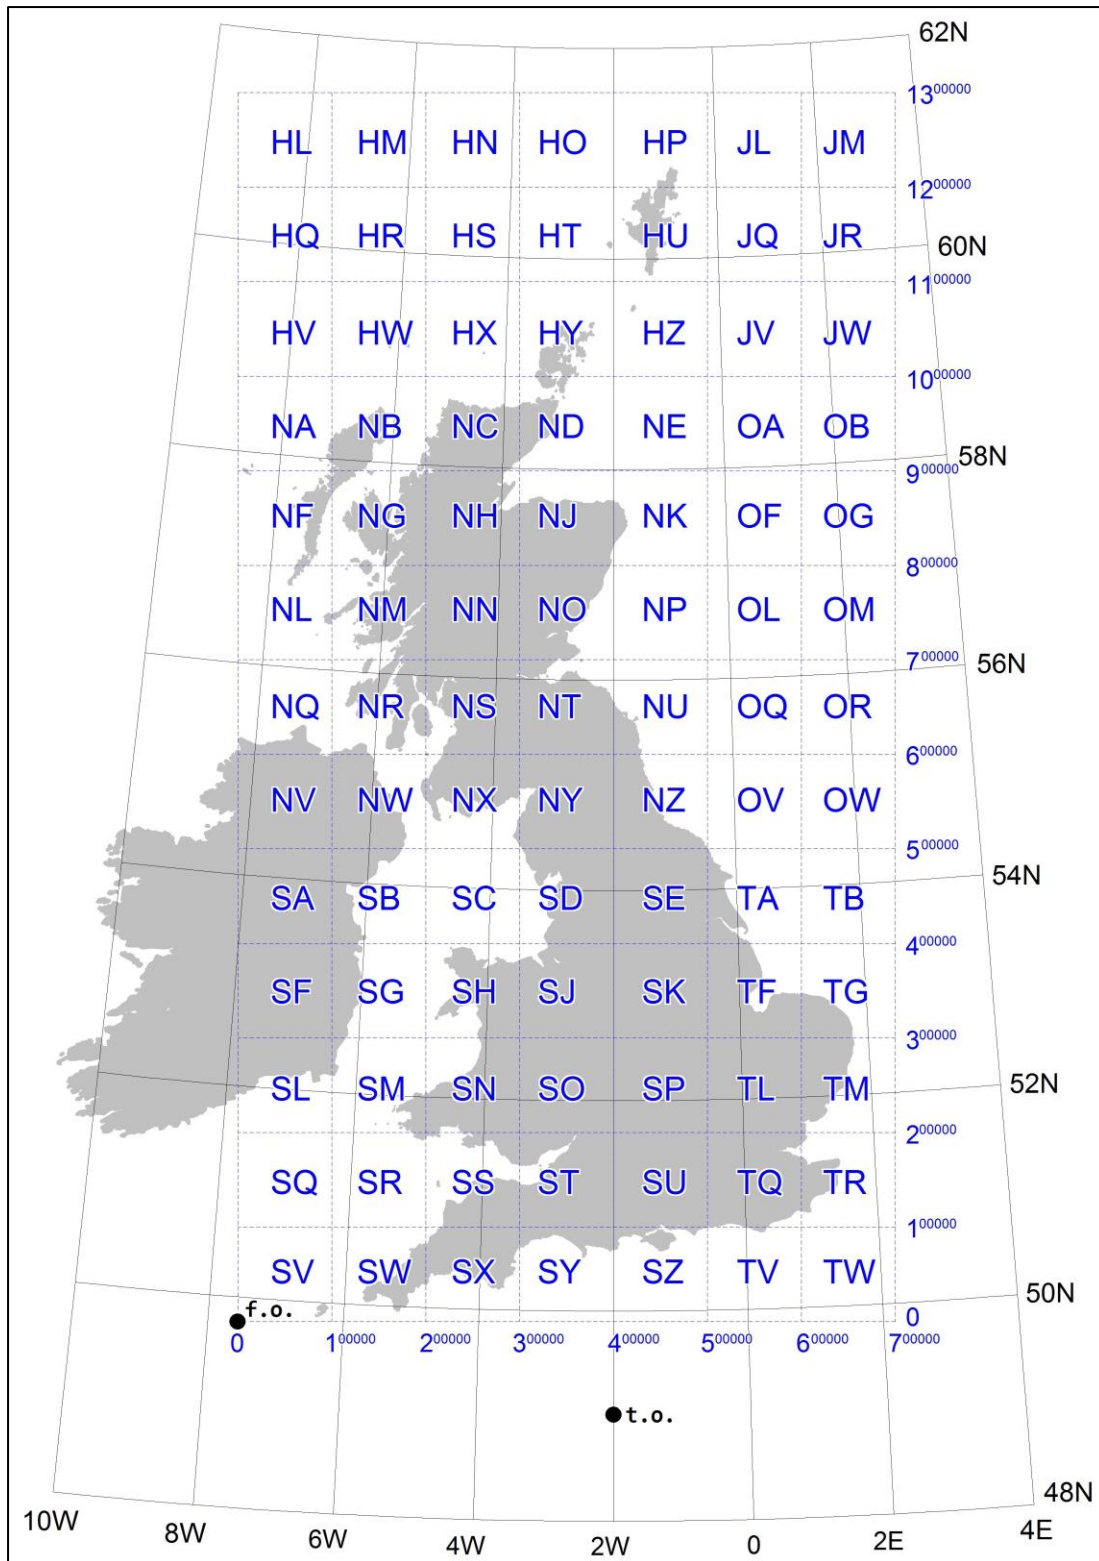 62N
13⁰⁰⁰⁰⁰
HL HM HN HO HP JL JM
12⁰⁰⁰⁰⁰
HQ HR HS HT HU JQ JR
60N
11⁰⁰⁰⁰⁰
HV HW HX HY HZ JV JW
10⁰⁰⁰⁰⁰
NA NB NC ND NE OA OB
58N
9⁰⁰⁰⁰⁰
NF NG NH NJ NK OF OG
8⁰⁰⁰⁰⁰
NL NM NN NO NP OL OM
7⁰⁰⁰⁰⁰
56N
NQ NR NS NT NU OQ OR
6⁰⁰⁰⁰⁰
NV NW NX NY NZ OV OW
5⁰⁰⁰⁰⁰
54N
SA SB SC SD SE TA TB
4⁰⁰⁰⁰⁰
SF SG SH SJ SK TF TG
3⁰⁰⁰⁰⁰
52N
SL SM SN SO SP TL TM
2⁰⁰⁰⁰⁰
SQ SR SS ST SU TQ TR
1⁰⁰⁰⁰⁰
SV SW SX SY SZ TV TW
50N
f.o.
0
0 1⁰⁰⁰⁰⁰ 2⁰⁰⁰⁰⁰ 3⁰⁰⁰⁰⁰ 4⁰⁰⁰⁰⁰ 5⁰⁰⁰⁰⁰ 6⁰⁰⁰⁰⁰ 7⁰⁰⁰⁰⁰
t.o.
48N
10W 8W 6W 4W 2W 0 2E 4E